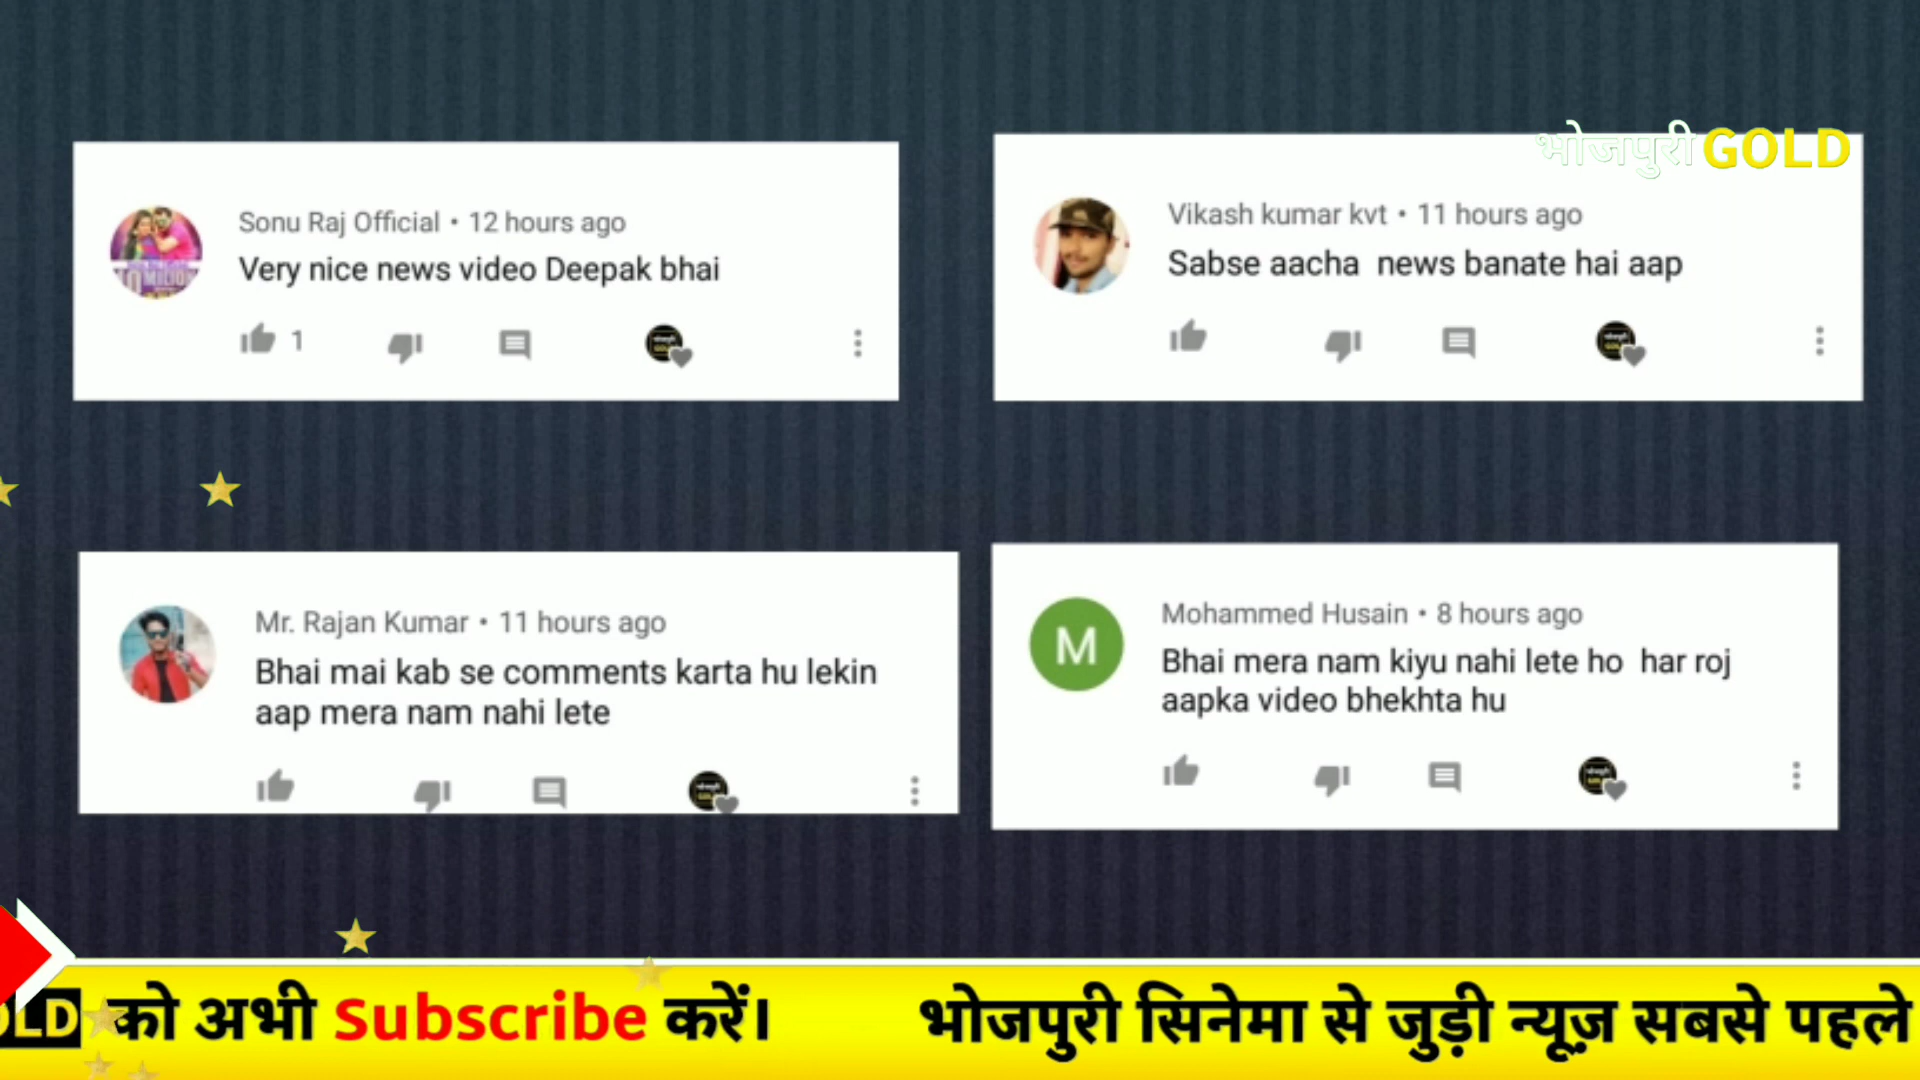 भोजपुरी GOLD
Sonu Raj Official • 12 hours ago
Very nice news video Deepak bhai
1
Vikash kumar kvt • 11 hours ago
Sabse aacha news banate hai aap
Mr. Rajan Kumar • 11 hours ago
Bhai mai kab se comments karta hu lekin
aap mera nam nahi lete
M
Mohammed Husain • 8 hours ago
Bhai mera nam kiyu nahi lete ho har roj
aapka video bhekhta hu
OLD को अभी Subscribe करें। भोजपुरी सिनेमा से जुड़ी न्यूज़ सबसे पहले